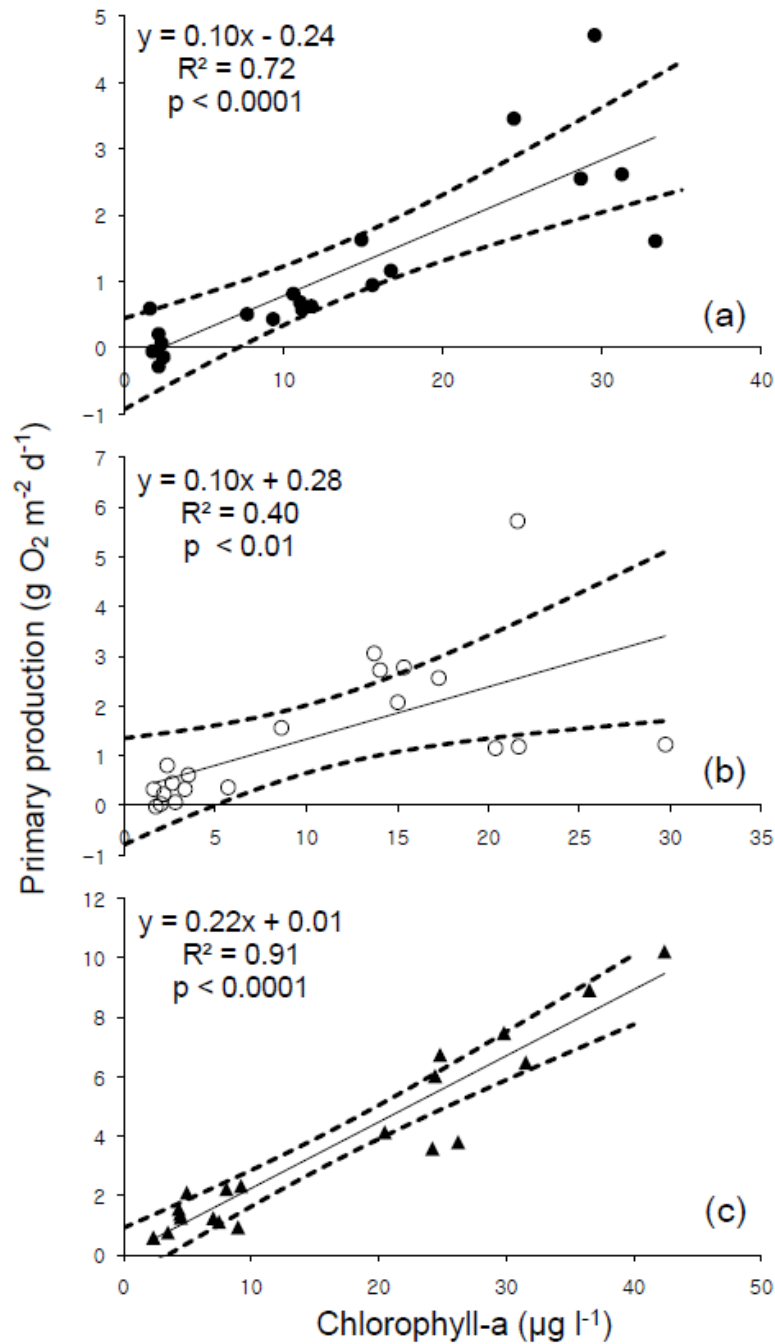 y = 0.10x - 0.24
R² = 0.72
p < 0.0001
5
4
3
2
1
0
-1
0 10 20 30 40
(a)
Primary production (g O₂ m⁻² d⁻¹)
y = 0.10x + 0.28
R² = 0.40
p < 0.01
7
6
5
4
3
2
1
0
-1
0 5 10 15 20 25 30 35
(b)
y = 0.22x + 0.01
R² = 0.91
p < 0.0001
12
10
8
6
4
2
0
0 10 20 30 40 50
(c)
Chlorophyll-a (µg l⁻¹)